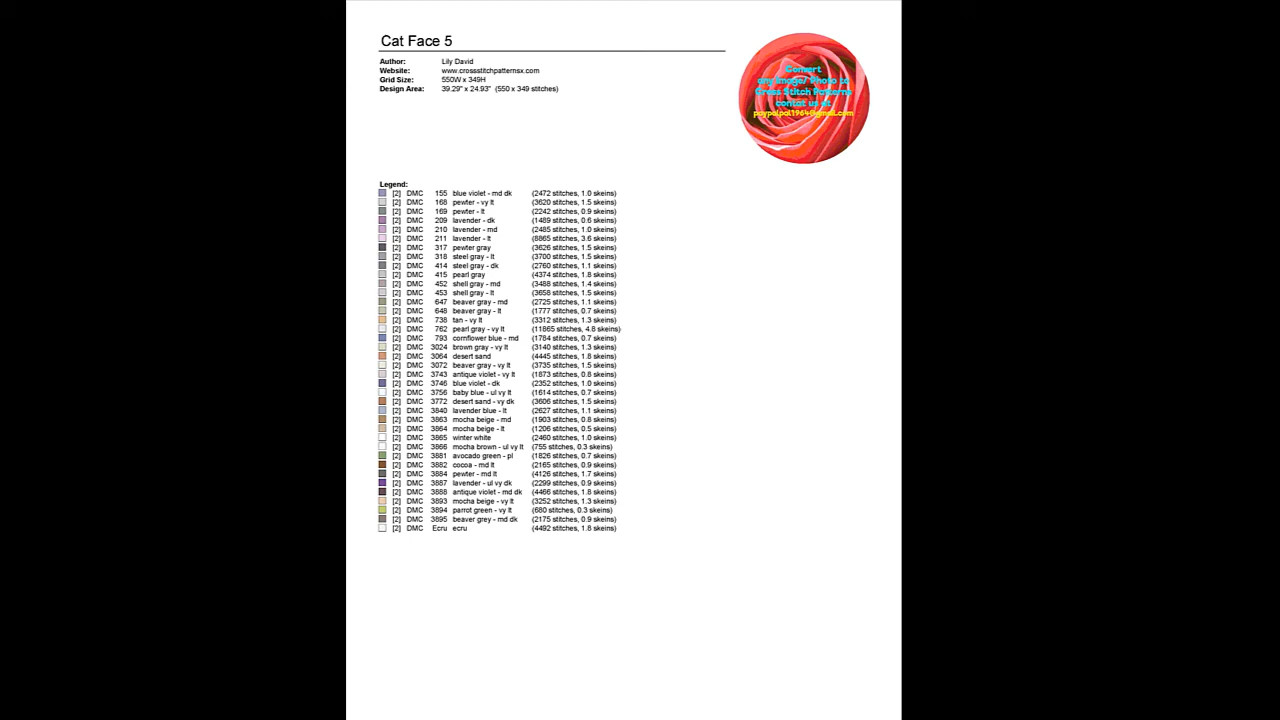 Cat Face 5
Author: Lily David
Website: www.crossstitchpatternsx.com
Grid Size: 550W x 349H
Design Area: 39.29" x 24.93" (550 x 349 stitches)
Convert
any Image/ Photo to
Cross Stitch Patterns
contat us at
paypalpal1964@gmail.com
Legend:
[2] DMC 155 blue violet - md dk (2472 stitches, 1.0 skeins)
[2] DMC 168 pewter - vy lt (3620 stitches, 1.5 skeins)
[2] DMC 169 pewter - lt (2242 stitches, 0.9 skeins)
[2] DMC 209 lavender - dk (1489 stitches, 0.6 skeins)
[2] DMC 210 lavender - md (2485 stitches, 1.0 skeins)
[2] DMC 211 lavender - lt (8865 stitches, 3.6 skeins)
[2] DMC 317 pewter gray (3626 stitches, 1.5 skeins)
[2] DMC 318 steel gray - lt (3700 stitches, 1.5 skeins)
[2] DMC 414 steel gray - dk (2760 stitches, 1.1 skeins)
[2] DMC 415 pearl gray (4374 stitches, 1.8 skeins)
[2] DMC 452 shell gray - md (3488 stitches, 1.4 skeins)
[2] DMC 453 shell gray - lt (3658 stitches, 1.5 skeins)
[2] DMC 647 beaver gray - md (2725 stitches, 1.1 skeins)
[2] DMC 648 beaver gray - lt (1777 stitches, 0.7 skeins)
[2] DMC 738 tan - vy lt (3312 stitches, 1.3 skeins)
[2] DMC 762 pearl gray - vy lt (11865 stitches, 4.8 skeins)
[2] DMC 793 cornflower blue - md (1784 stitches, 0.7 skeins)
[2] DMC 3024 brown gray - vy lt (3140 stitches, 1.3 skeins)
[2] DMC 3064 desert sand (4445 stitches, 1.8 skeins)
[2] DMC 3072 beaver gray - vy lt (3735 stitches, 1.5 skeins)
[2] DMC 3743 antique violet - vy lt (1873 stitches, 0.8 skeins)
[2] DMC 3746 blue violet - dk (2352 stitches, 1.0 skeins)
[2] DMC 3756 baby blue - ul vy lt (1614 stitches, 0.7 skeins)
[2] DMC 3772 desert sand - vy dk (3606 stitches, 1.5 skeins)
[2] DMC 3840 lavender blue - lt (2627 stitches, 1.1 skeins)
[2] DMC 3863 mocha beige - md (1903 stitches, 0.8 skeins)
[2] DMC 3864 mocha beige - lt (1206 stitches, 0.5 skeins)
[2] DMC 3865 winter white (2460 stitches, 1.0 skeins)
[2] DMC 3866 mocha brown - ul vy lt (755 stitches, 0.3 skeins)
[2] DMC 3881 avocado green - pl (1826 stitches, 0.7 skeins)
[2] DMC 3882 cocoa - md lt (2165 stitches, 0.9 skeins)
[2] DMC 3884 pewter - md lt (4126 stitches, 1.7 skeins)
[2] DMC 3887 lavender - ul vy dk (2299 stitches, 0.9 skeins)
[2] DMC 3888 antique violet - md dk (4466 stitches, 1.8 skeins)
[2] DMC 3893 mocha beige - vy lt (3252 stitches, 1.3 skeins)
[2] DMC 3894 parrot green - vy lt (680 stitches, 0.3 skeins)
[2] DMC 3895 beaver grey - md dk (2175 stitches, 0.9 skeins)
[2] DMC Ecru ecru (4492 stitches, 1.8 skeins)